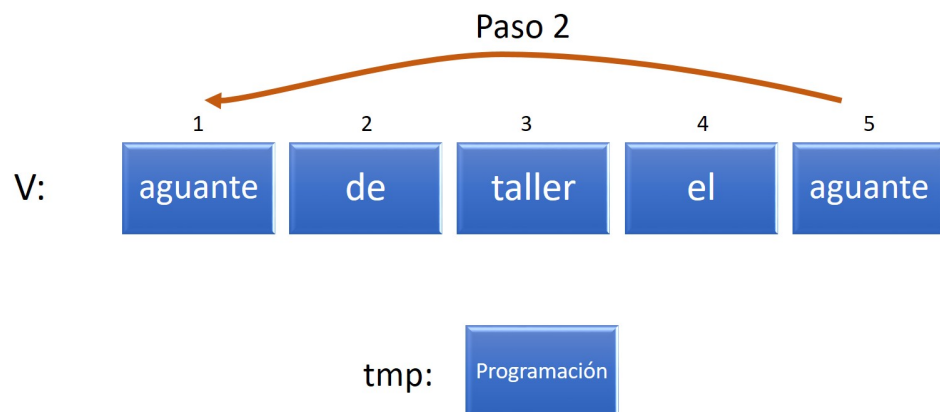 Paso 2
1 2 3 4 5
V: aguante de taller el aguante
tmp: Programación